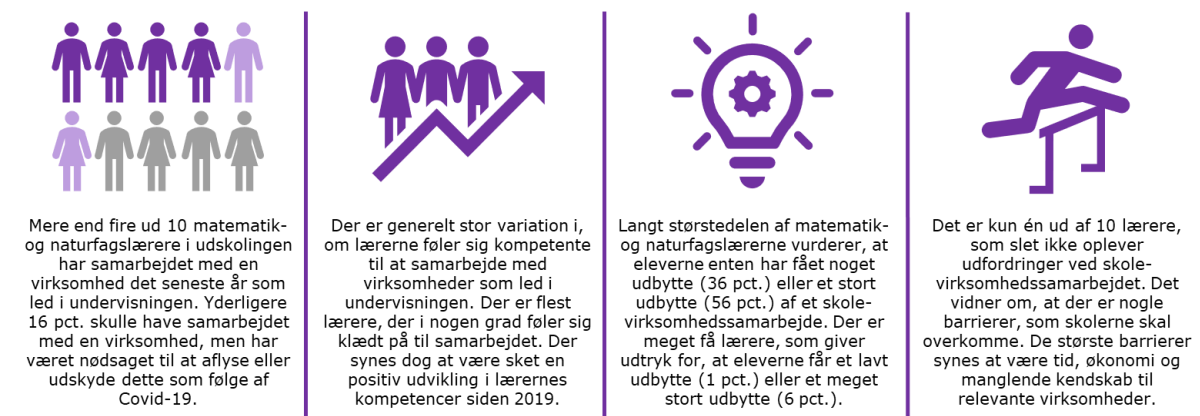 Mere end fire ud 10 matematik-
og naturfagslærere i udskolingen
har samarbejdet med en
virksomhed det seneste år som
led i undervisningen. Yderligere
16 pct. skulle have samarbejdet
med en virksomhed, men har
været nødsaget til at aflyse eller
udskyde dette som følge af
Covid-19.
Der er generelt stor variation i,
om lærerne føler sig kompetente
til at samarbejde med
virksomheder som led i
undervisningen. Der er flest
lærere, der i nogen grad føler sig
klædt på til samarbejdet. Der
synes dog at være sket en
positiv udvikling i lærernes
kompetencer siden 2019.
Langt størstedelen af matematik-
og naturfagslærerne vurderer, at
eleverne enten har fået noget
udbytte (36 pct.) eller et stort
udbytte (56 pct.) af et skole-
virksomhedssamarbejde. Der er
meget få lærere, som giver
udtryk for, at eleverne får et lavt
udbytte (1 pct.) eller et meget
stort udbytte (6 pct.).
Det er kun én ud af 10 lærere,
som slet ikke oplever
udfordringer ved skole-
virksomhedssamarbejdet. Det
vidner om, at der er nogle
barrierer, som skolerne skal
overkomme. De største barrierer
synes at være tid, økonomi og
manglende kendskab til
relevante virksomheder.